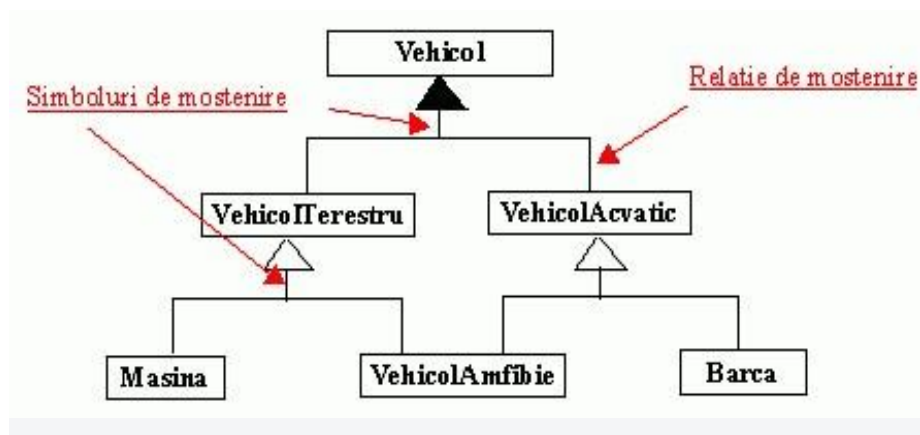 Vehicol
Simboluri de mostenire
Relatie de mostenire
VehicolTerestru
VehicolAcvatic
Masina
VehicolAmfibie
Barca